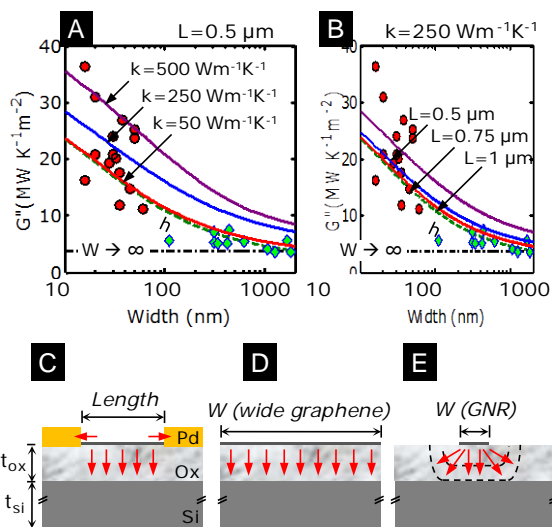 A
L=0.5 µm
B
k=250 Wm⁻¹K⁻¹
G"(MW K⁻¹m⁻²)
40
30
20
10
0
k=500 Wm⁻¹K⁻¹
k=250 Wm⁻¹K⁻¹
k=50 Wm⁻¹K⁻¹
h
W → ∞
10
100
1000
Width (nm)
G"(MW K⁻¹m⁻²)
40
30
20
10
0
L=0.5 µm
L=0.75 µm
L=1 µm
h
W → ∞
10
100
1000
Width (nm)
C
D
E
Length
W (wide graphene)
W (GNR)
Pd
tox
Ox
tsi
Si